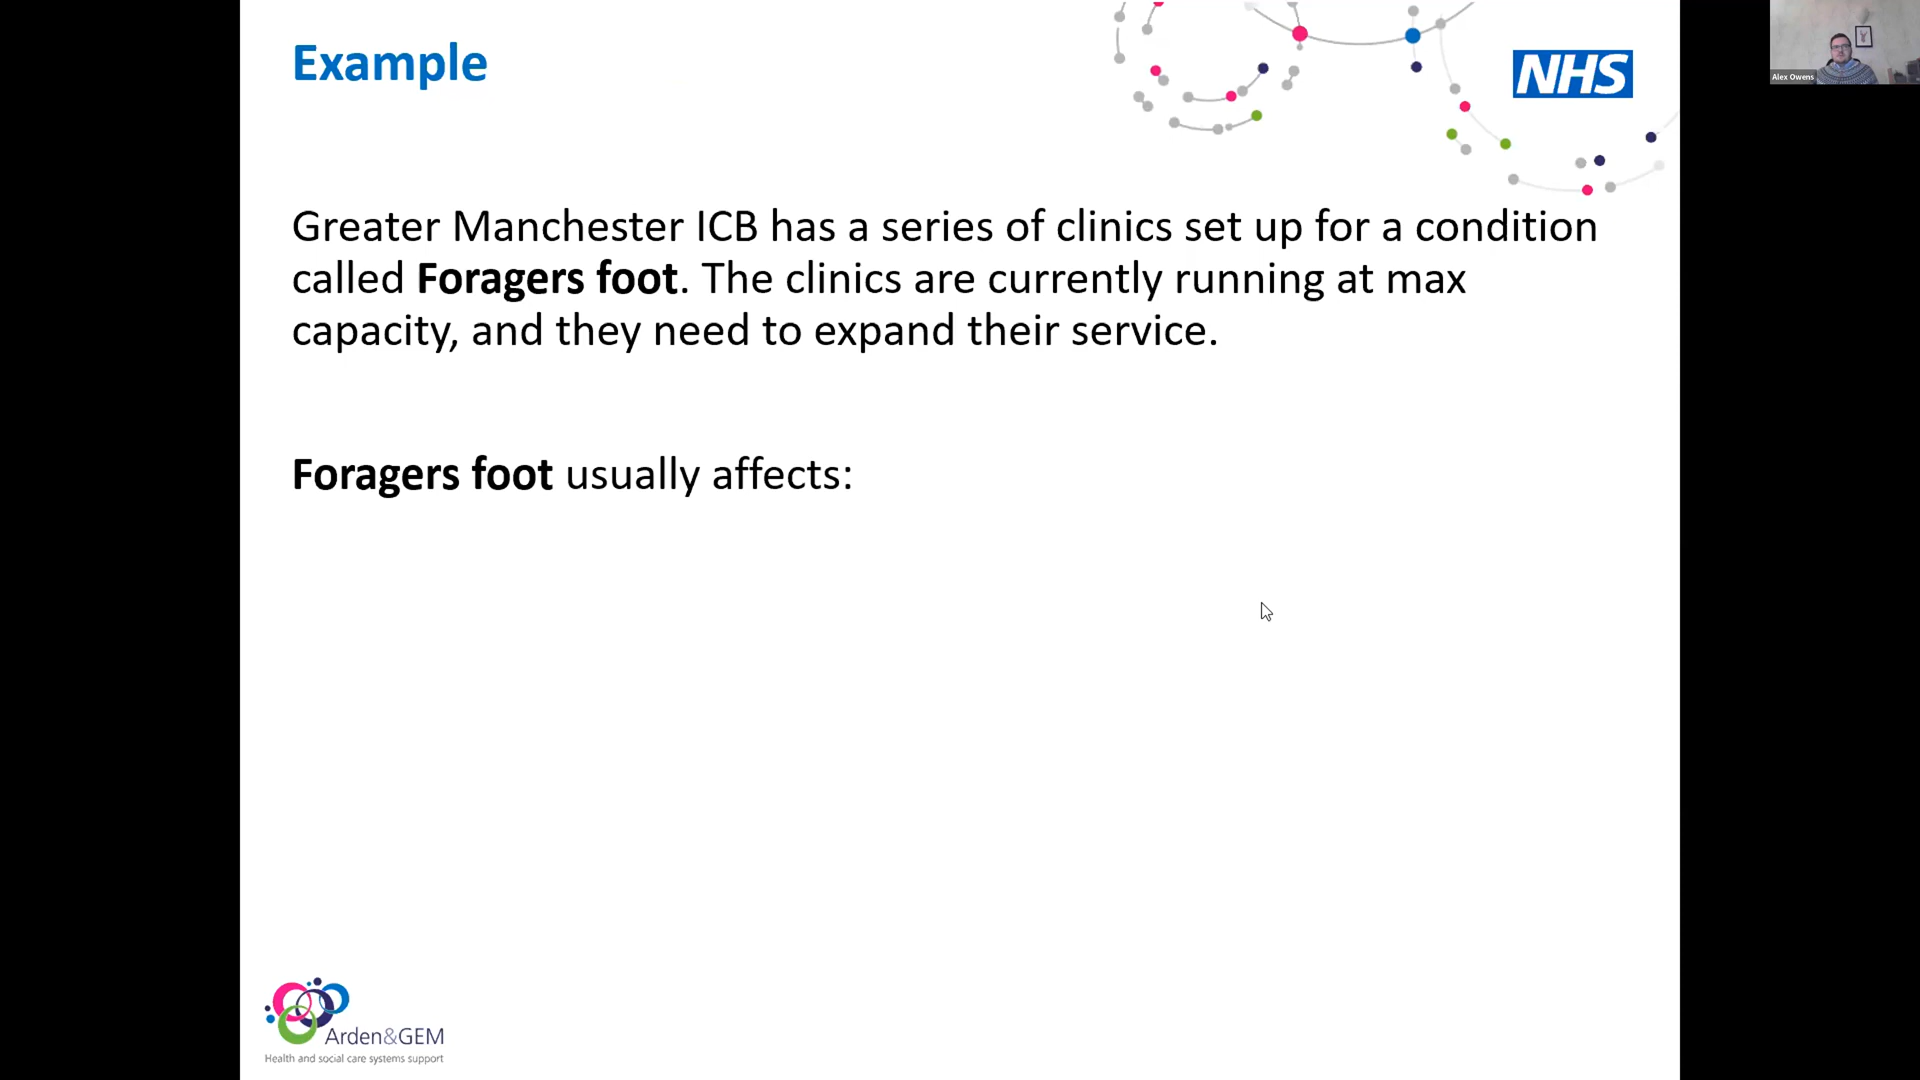 Example
NHS
Alex Owens
Greater Manchester ICB has a series of clinics set up for a condition
called Foragers foot. The clinics are currently running at max
capacity, and they need to expand their service.
Foragers foot usually affects:
Arden&GEM
Health and social care systems support